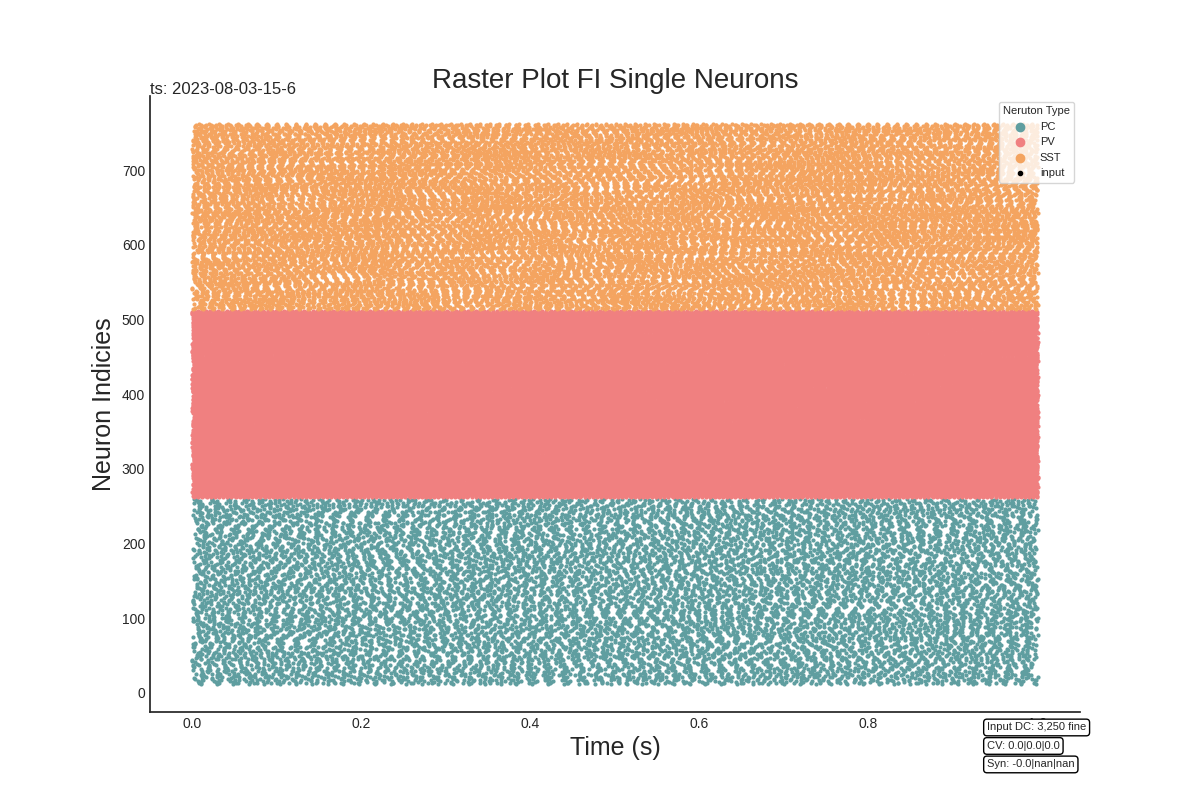 Raster Plot FI Single Neurons
ts: 2023-08-03-15-6
Neruton Type
PC
PV
SST
input
Neuron Indicies
700
600
500
400
300
200
100
0
0.0 0.2 0.4 0.6 0.8
Time (s)
Input DC: 3,250 fine
CV: 0.0|0.0|0.0
Syn: -0.0|nan|nan